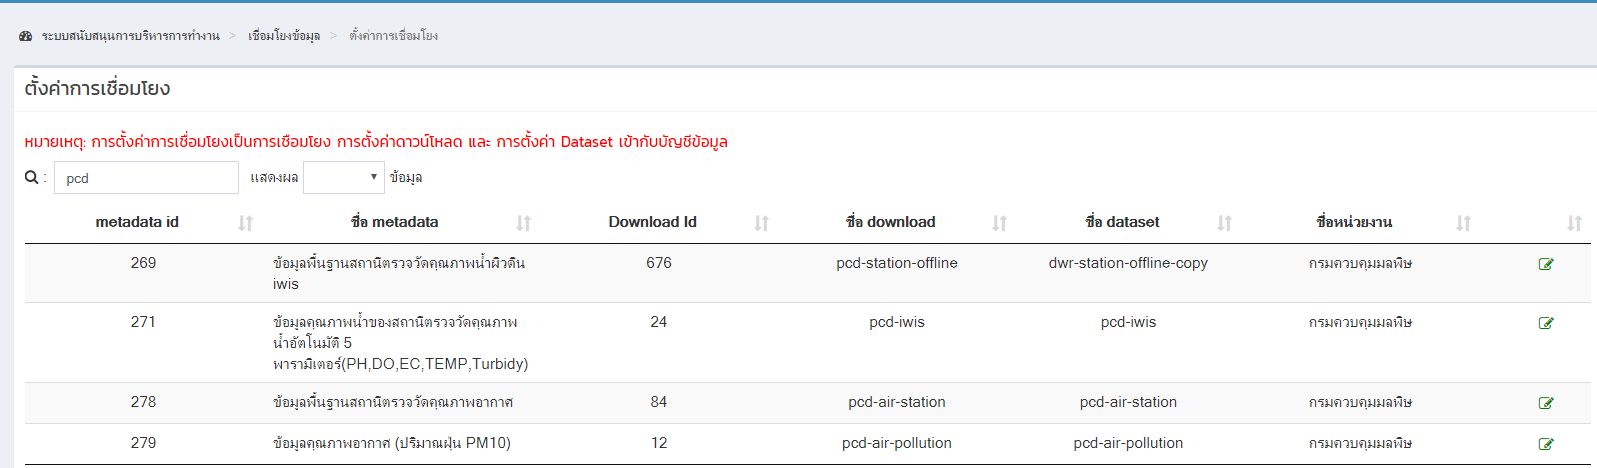 ระบบสนับสนุนการบริหารการทำงาน > เชื่อมโยงข้อมูล > ตั้งค่าการเชื่อมโยง
ตั้งค่าการเชื่อมโยง
หมายเหตุ: การตั้งค่าการเชื่อมโยงเป็นการเชือมโยง การตั้งค่าดาวน์โหลด และ การตั้งค่า Dataset เข้ากับบัญชีข้อมูล
: pcd แสดงผล ข้อมูล
metadata id ชื่อ metadata Download Id ชื่อ download ชื่อ dataset ชื่อหน่วยงาน
269 ข้อมูลพื้นฐานสถานีตรวจวัดคุณภาพน้ำผิวดิน 676 pcd-station-offline dwr-station-offline-copy กรมควบคุมมลพิษ
iwis
271 ข้อมูลคุณภาพน้ำของสถานีตรวจวัดคุณภาพ 24 pcd-iwis pcd-iwis กรมควบคุมมลพิษ
น้ำอัตโนมัติ 5
พารามิเตอร์(PH,DO,EC,TEMP,Turbidy)
278 ข้อมูลพื้นฐานสถานีตรวจวัดคุณภาพอากาศ 84 pcd-air-station pcd-air-station กรมควบคุมมลพิษ
279 ข้อมูลคุณภาพอากาศ (ปริมาณฝุ่น PM10) 12 pcd-air-pollution pcd-air-pollution กรมควบคุมมลพิษ